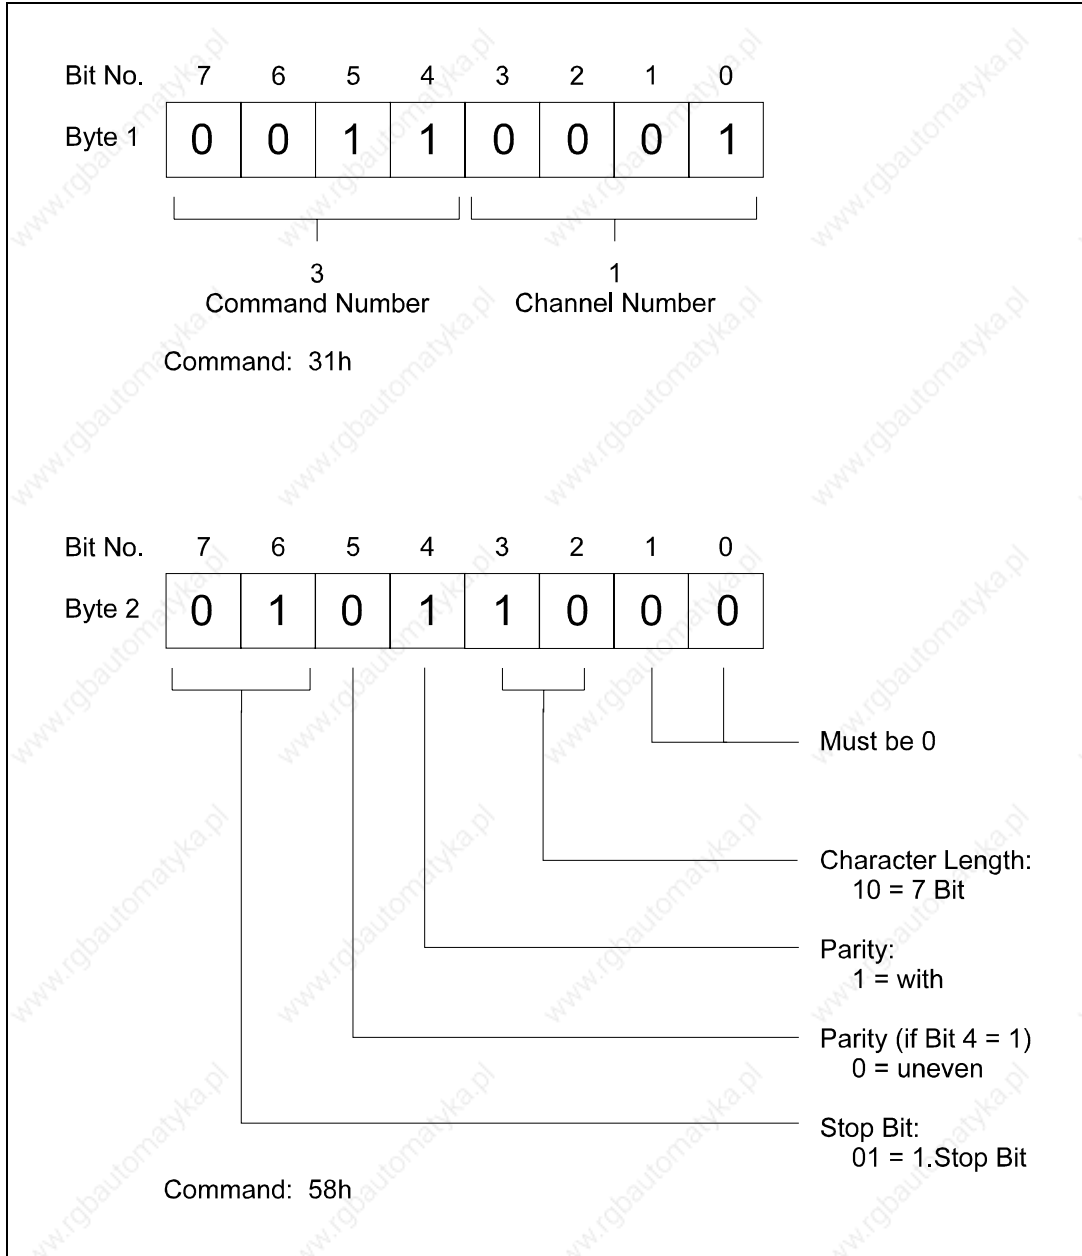 Bit No. 7 6 5 4 3 2 1 0
Byte 1 0 0 1 1 0 0 0 1
3 1
Command Number Channel Number
Command: 31h
Bit No. 7 6 5 4 3 2 1 0
Byte 2 0 1 0 1 1 0 0 0
Must be 0
Character Length:
10 = 7 Bit
Parity:
1 = with
Parity (if Bit 4 = 1)
0 = uneven
Stop Bit:
01 = 1.Stop Bit
Command: 58h
www.rgbautomatyka.pl